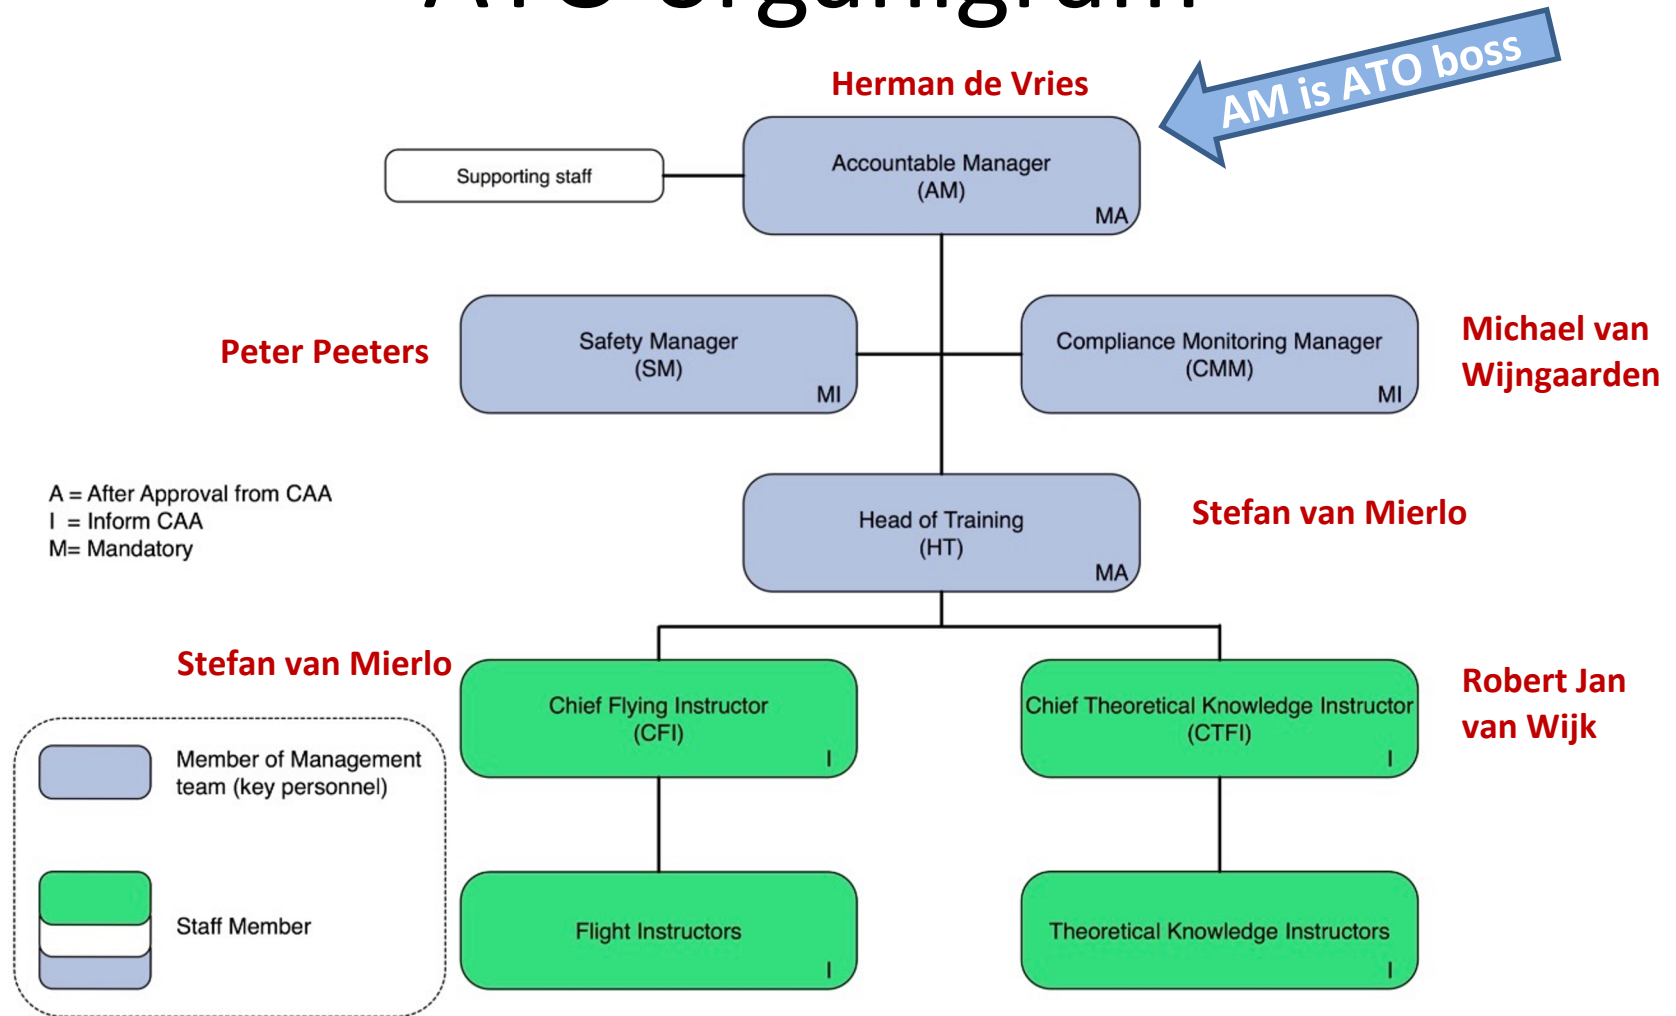 ATO organigram
Herman de Vries
AM is ATO boss
Supporting staff
Accountable Manager
(AM)
MA
Peter Peeters
Safety Manager
(SM)
MI
Compliance Monitoring Manager
(CMM)
MI
Michael van
Wijngaarden
A = After Approval from CAA
I = Inform CAA
M= Mandatory
Head of Training
(HT)
MA
Stefan van Mierlo
Stefan van Mierlo
Chief Flying Instructor
(CFI)
I
Chief Theoretical Knowledge Instructor
(CTFI)
I
Robert Jan
van Wijk
Member of Management
team (key personnel)
Staff Member
Flight Instructors
I
Theoretical Knowledge Instructors
I